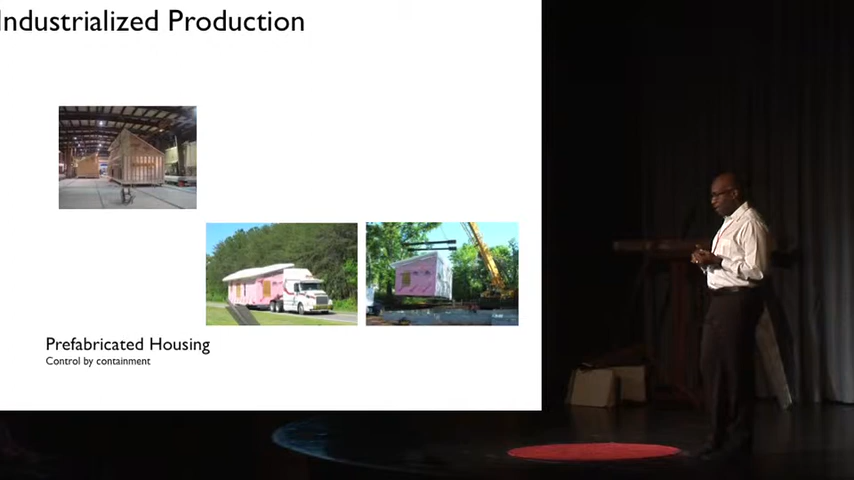 Industrialized Production
Prefabricated Housing
Control by containment